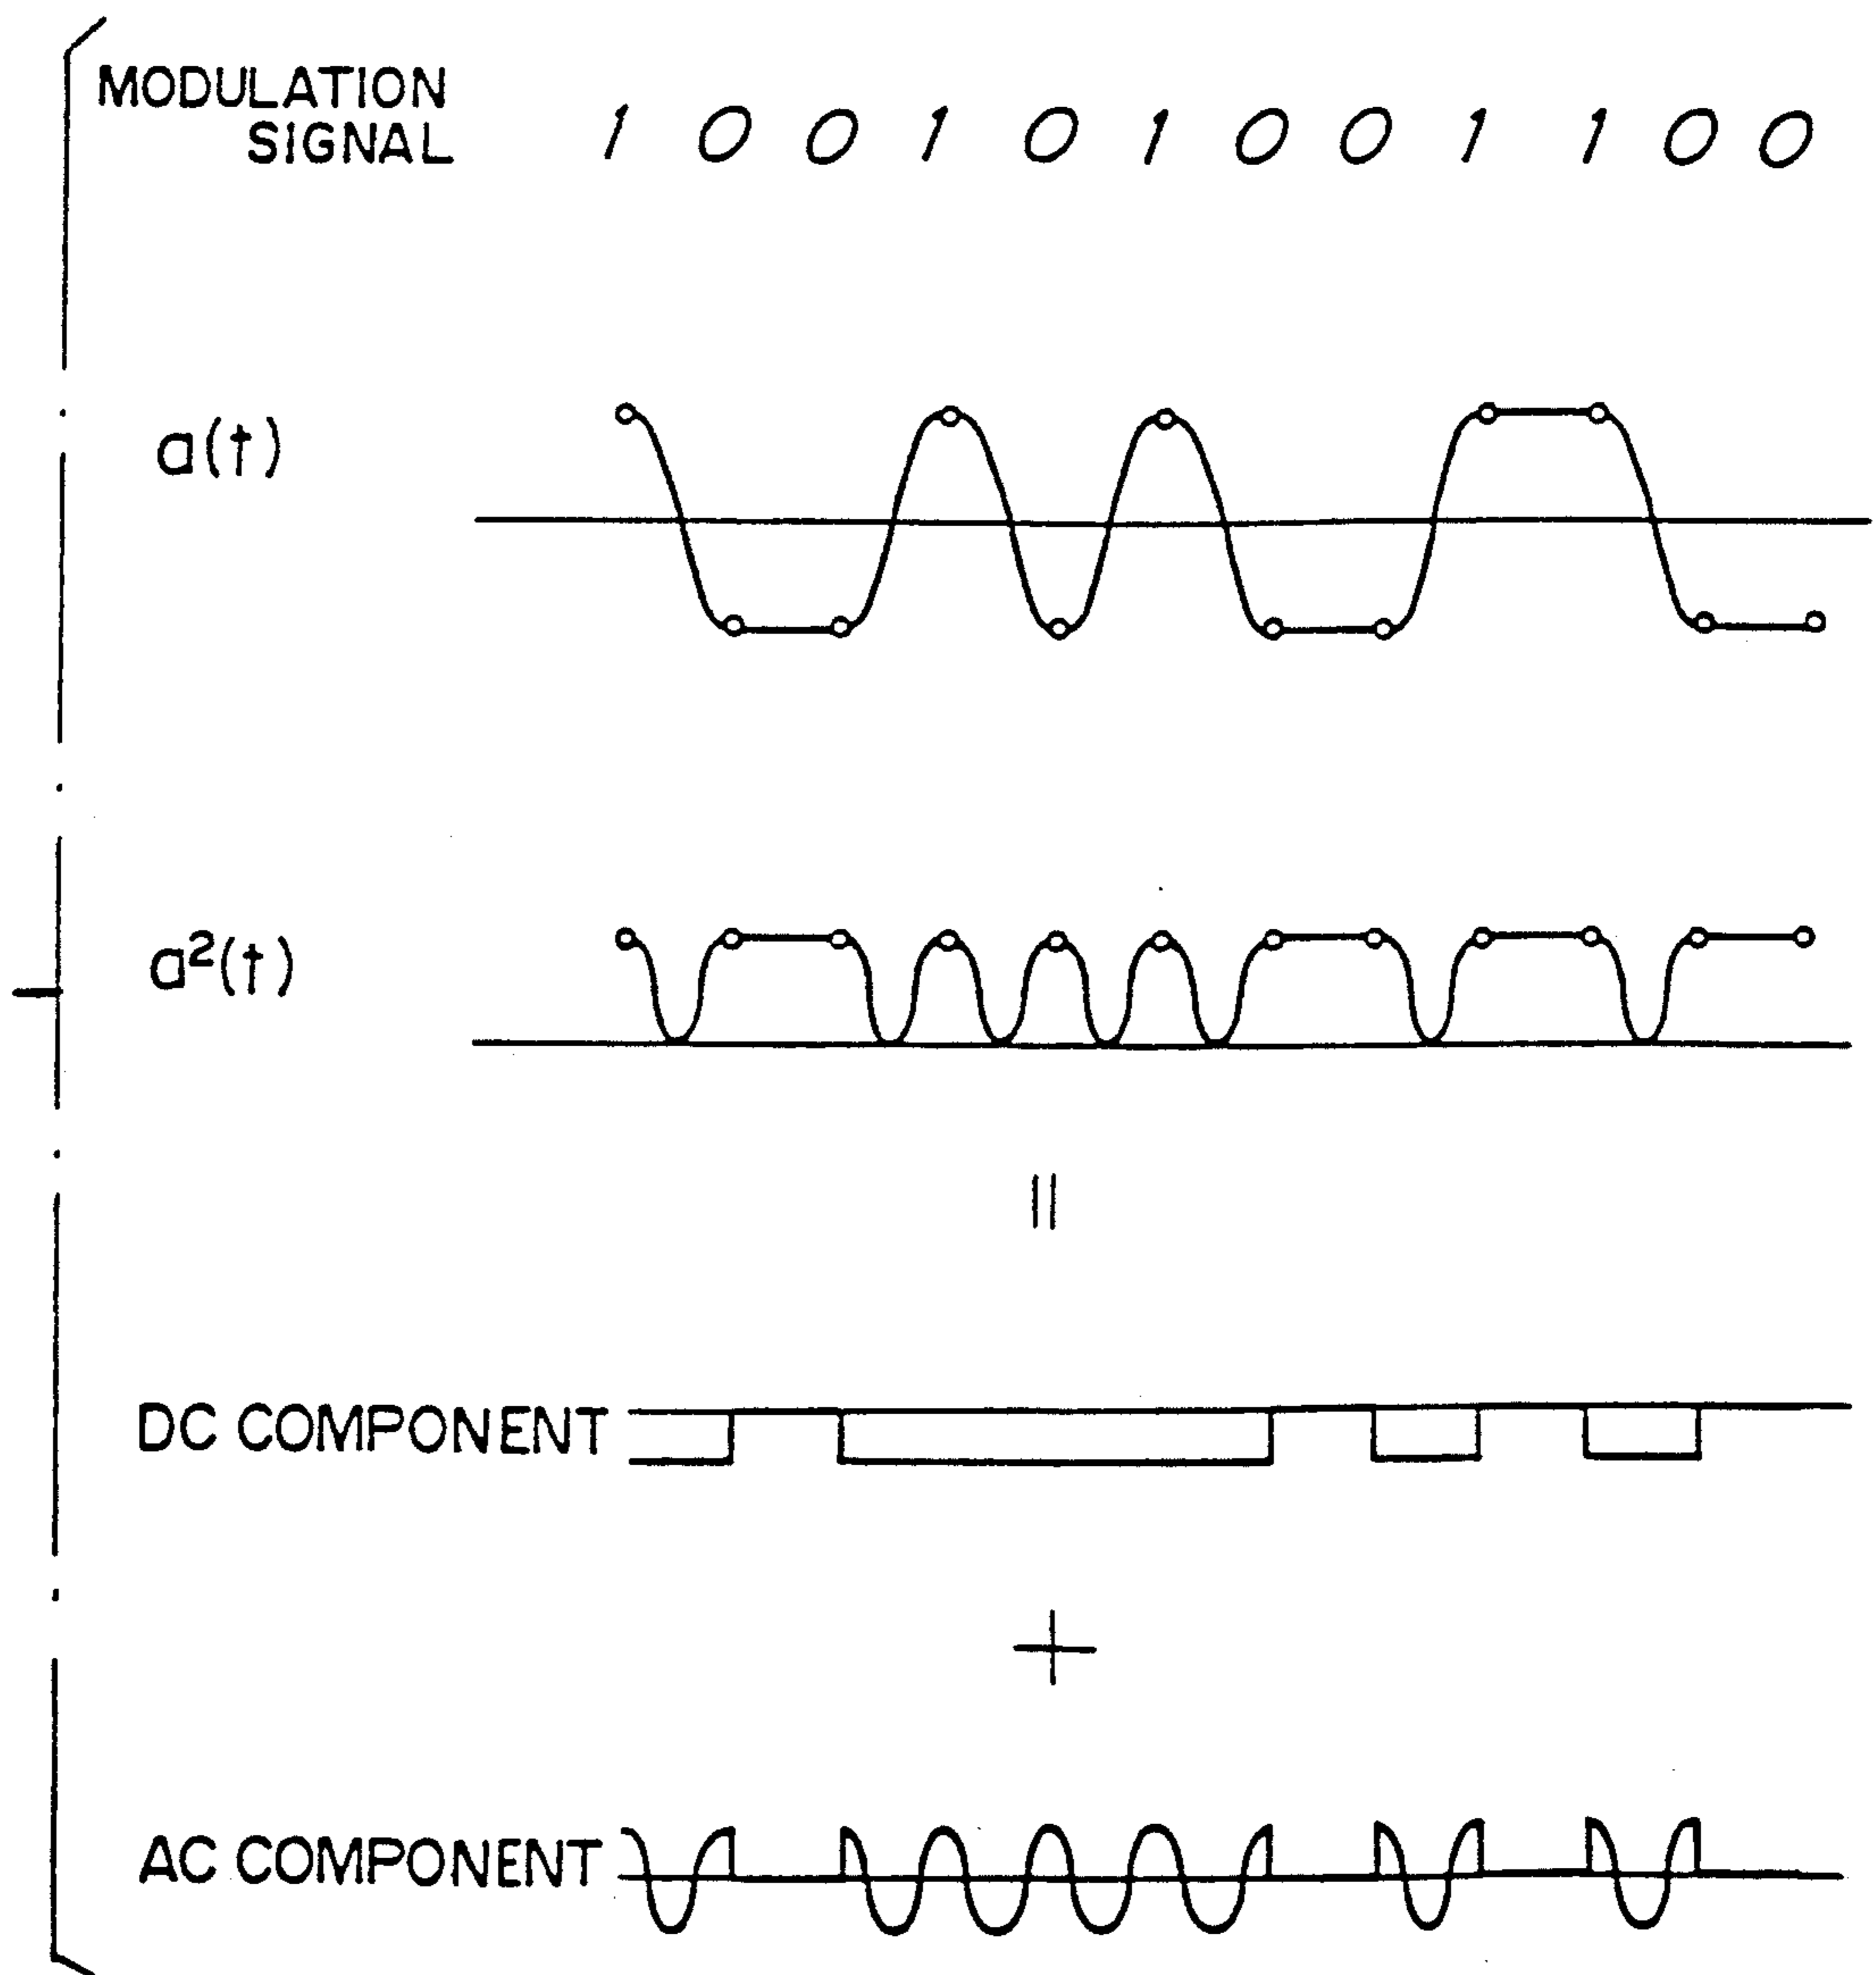 MODULATION
SIGNAL 1 0 0 1 0 1 0 0 1 1 0 0
a(t)
a²(t)
=
DC COMPONENT
+
AC COMPONENT